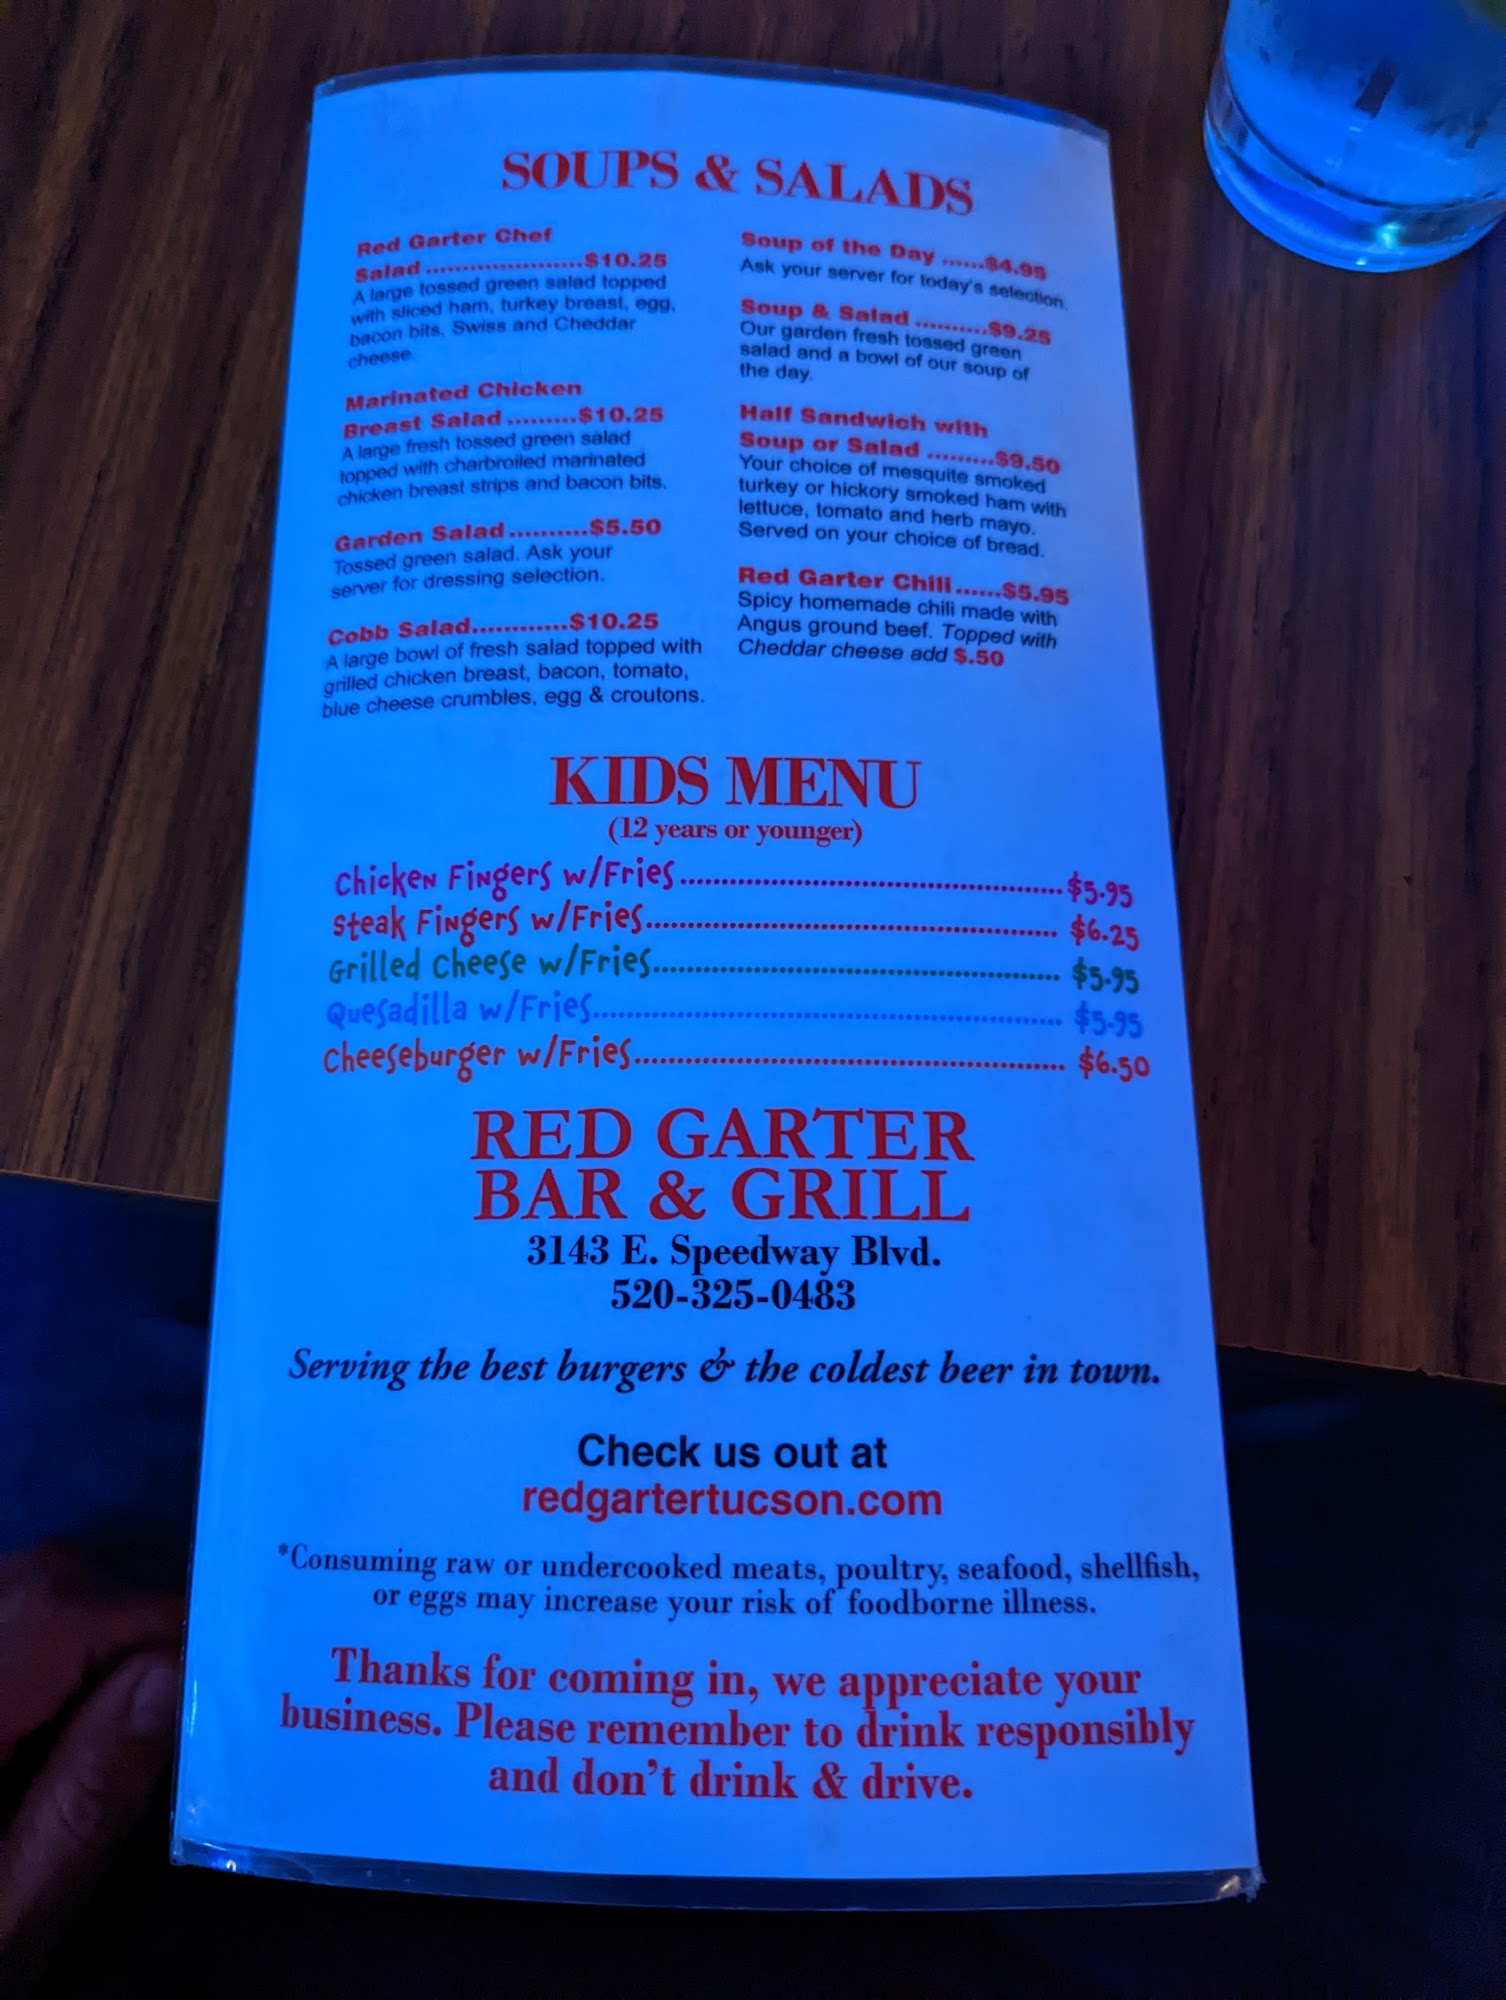 SOUPS & SALADS
Red Garter Chef
Salad ......................$10.25
A large tossed green salad topped
with sliced ham, turkey breast, egg,
bacon bits, Swiss and Cheddar
cheese.
Marinated Chicken
Breast Salad .........$10.25
A large fresh tossed green salad
topped with charbroiled marinated
chicken breast strips and bacon bits.
Garden Salad ..........$5.50
Tossed green salad. Ask your
server for dressing selection.
Cobb Salad............$10.25
A large bowl of fresh salad topped with
grilled chicken breast, bacon, tomato,
blue cheese crumbles, egg & croutons.
Soup of the Day ......$4.95
Ask your server for today's selection.
Soup & Salad ..........$9.25
Our garden fresh tossed green
salad and a bowl of our soup of
the day.
Half Sandwich with
Soup or Salad .........$9.50
Your choice of mesquite smoked
turkey or hickory smoked ham with
lettuce, tomato and herb mayo.
Served on your choice of bread.
Red Garter Chili ......$5.95
Spicy homemade chili made with
Angus ground beef. Topped with
Cheddar cheese add $.50
KIDS MENU
(12 years or younger)
Chicken Fingers w/Fries..................................................$5.95
Steak Fingers w/Fries...................................................... $6.25
Grilled Cheese w/Fries..................................................... $5.95
Quesadilla w/Fries............................................................. $5.95
Cheeseburger w/Fries........................................................ $6.50
RED GARTER
BAR & GRILL
3143 E. Speedway Blvd.
520-325-0483
Serving the best burgers & the coldest beer in town.
Check us out at
redgartertucson.com
*Consuming raw or undercooked meats, poultry, seafood, shellfish,
or eggs may increase your risk of foodborne illness.
Thanks for coming in, we appreciate your
business. Please remember to drink responsibly
and don't drink & drive.